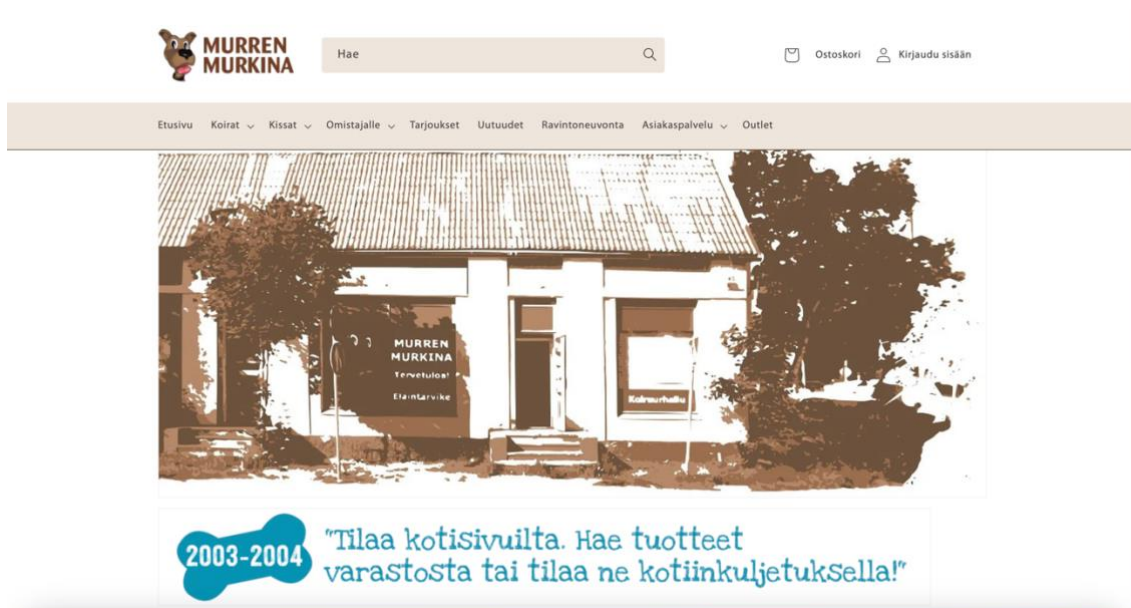 MURREN
MURKINA
Hae
Ostoskori
Kirjaudu sisään
Etusivu Koirat Kissat Omistajalle Tarjoukset Uutuudet Ravintoneuvonta Asiakaspalvelu Outlet
MURREN
MURKINA
Tervetuloa!
Eläintarvike
2003-2004
"Tilaa kotisivuilta. Hae tuotteet
varastosta tai tilaa ne kotiinkuljetuksella!"